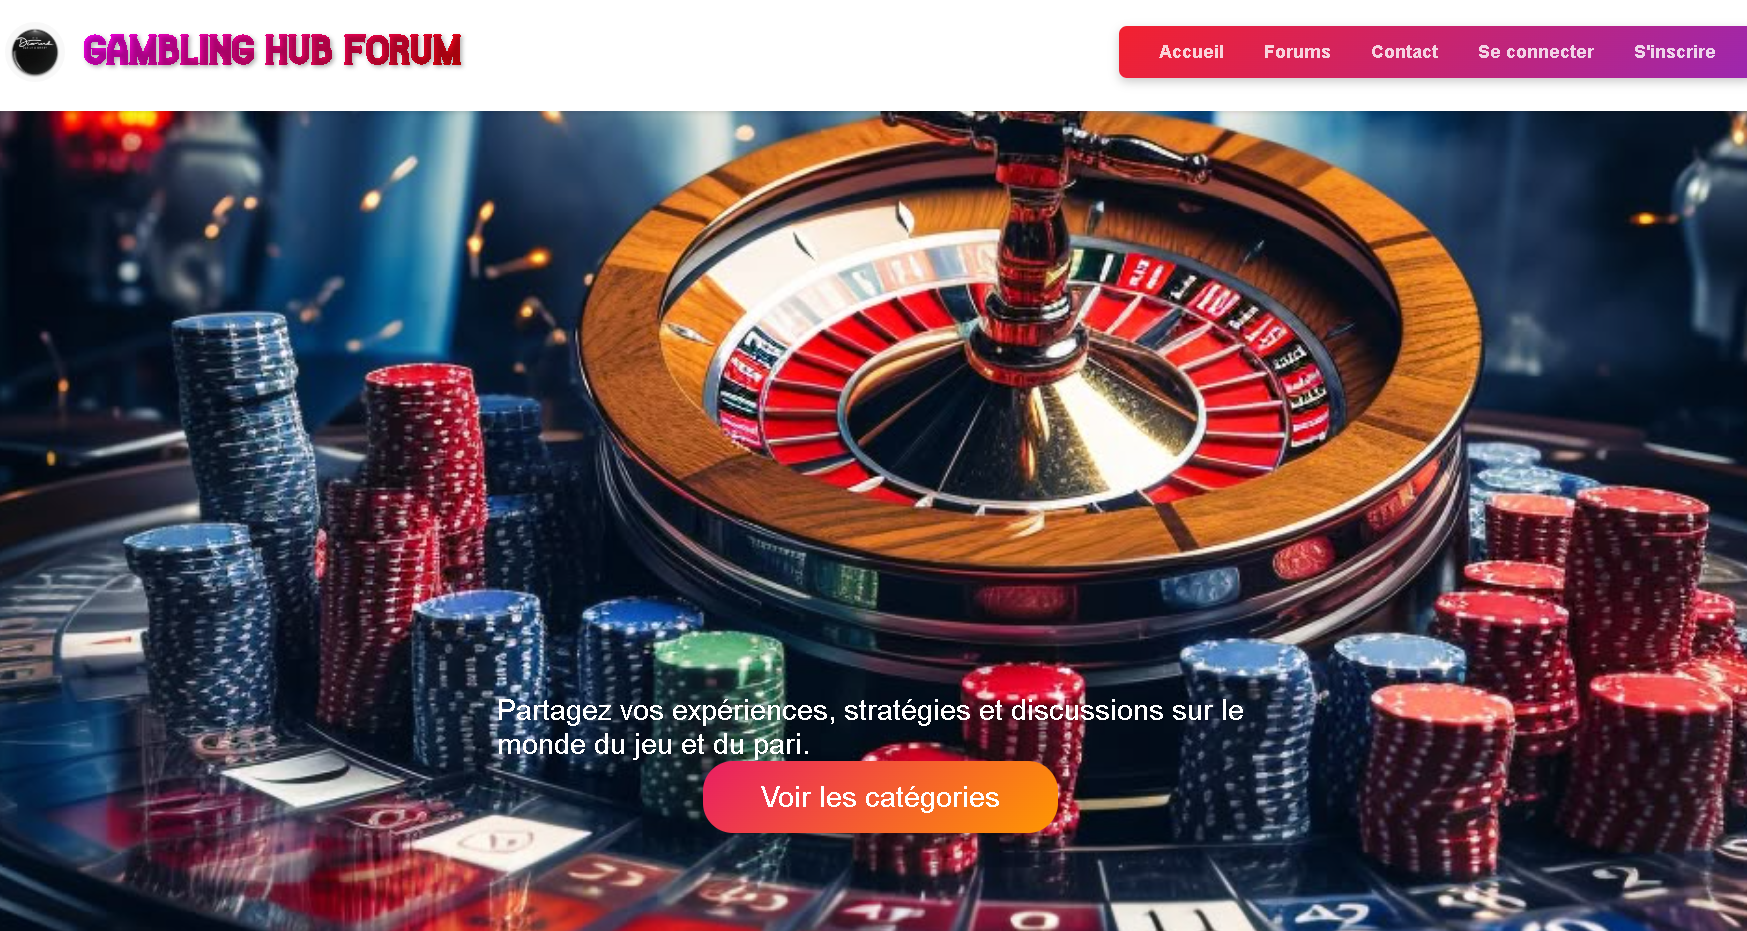 GAMBLING HUB FORUM
Accueil Forums Contact Se connecter S'inscrire
Partagez vos expériences, stratégies et discussions sur le
monde du jeu et du pari.
Voir les catégories